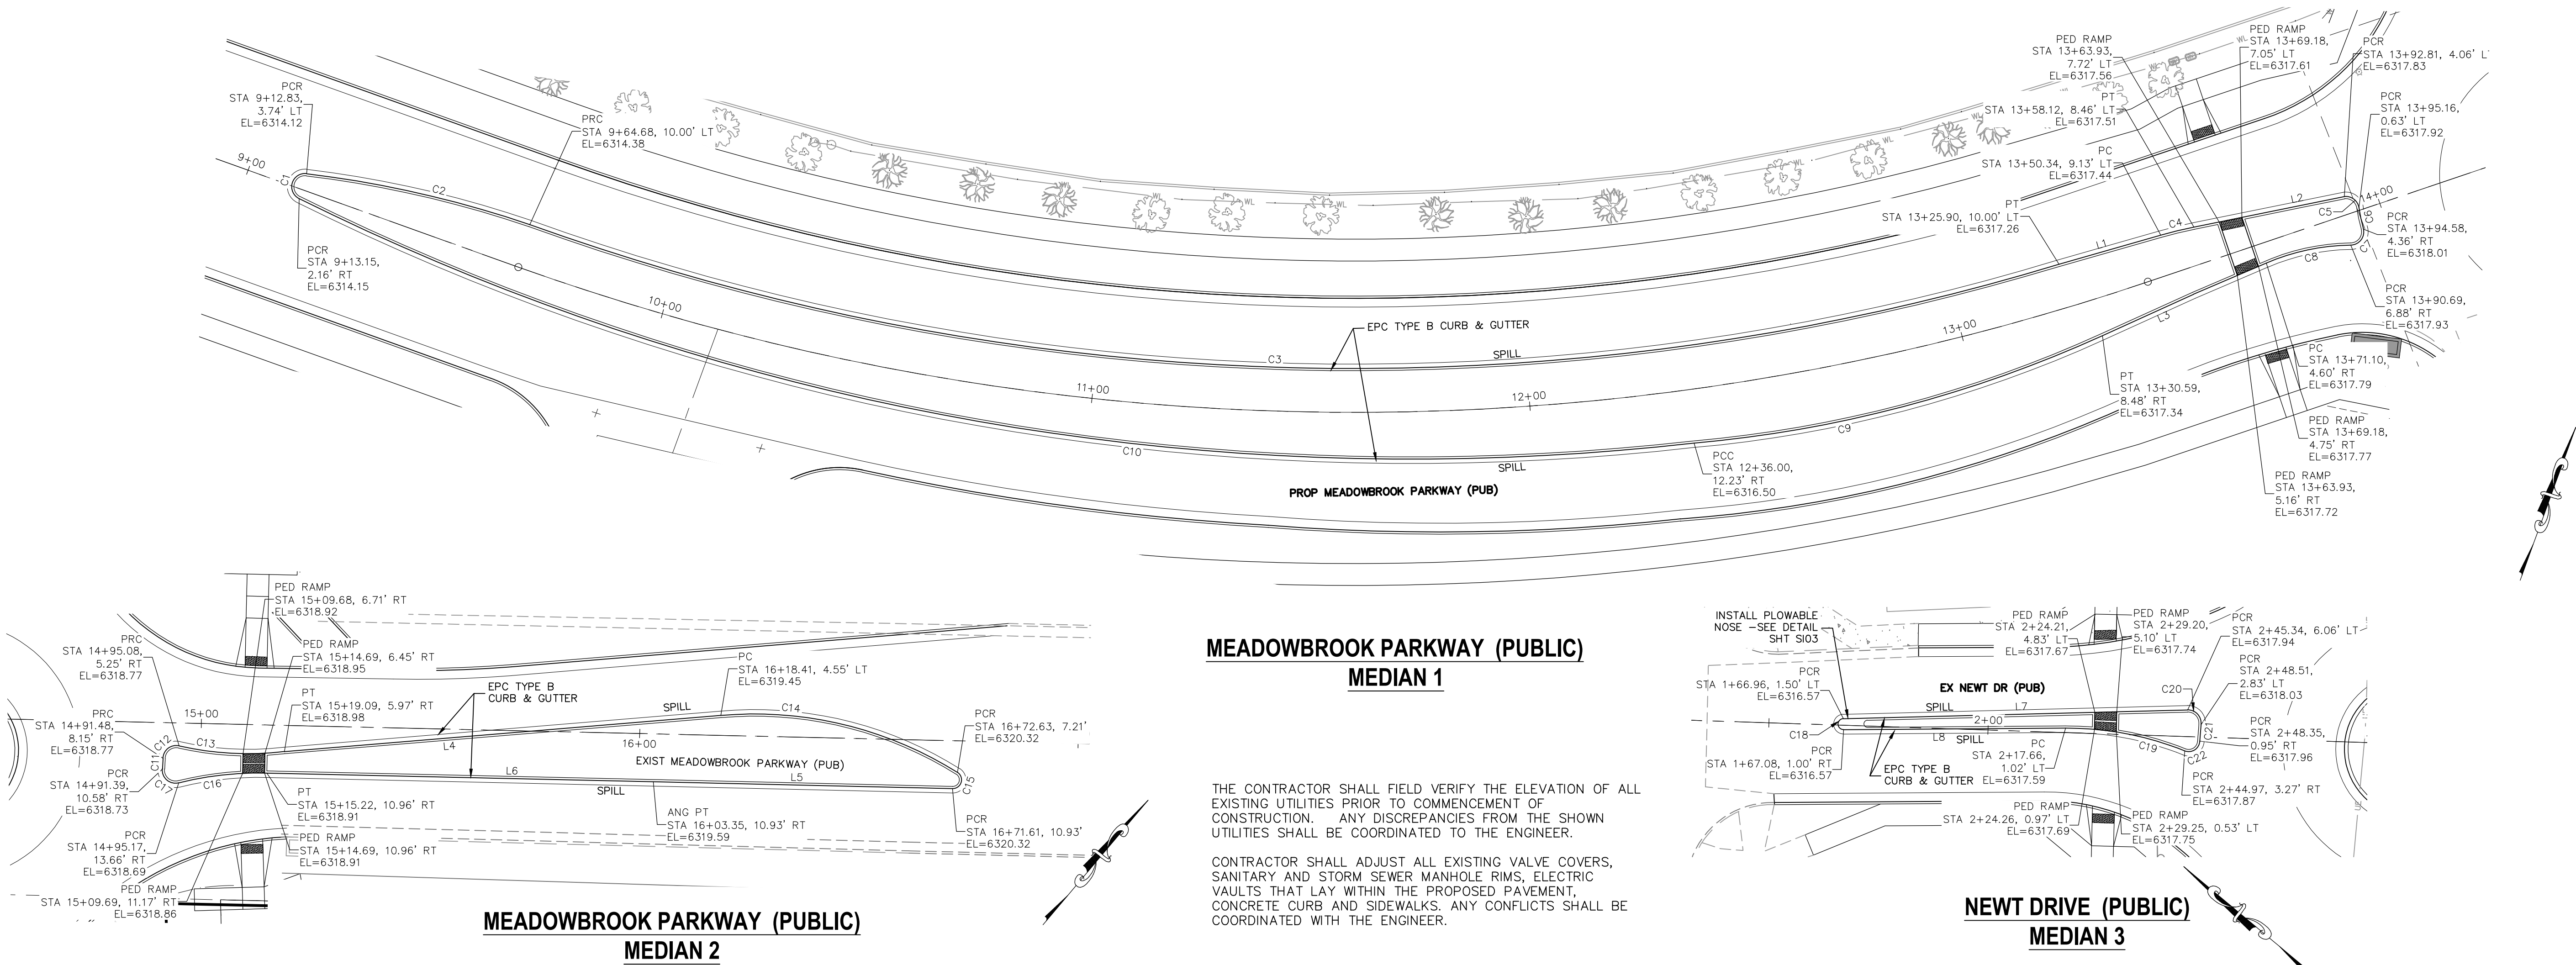 PCR
STA 9+12.83,
3.74' LT
EL=6314.12
9+00
C1
C2
PRC
STA 9+64.68, 10.00' LT
EL=6314.38
PCR
STA 9+13.15,
2.16' RT
EL=6314.15
10+00
C3
SPILL
EPC TYPE B CURB & GUTTER
11+00
12+00
13+00
C10
SPILL
C9
PROP MEADOWBROOK PARKWAY (PUB)
PCC
STA 12+36.00,
12.23' RT
EL=6316.50
PED RAMP
STA 13+63.93,
7.72' LT
EL=6317.56
PT
STA 13+58.12, 8.46' LT
EL=6317.51
PC
STA 13+50.34, 9.13' LT
EL=6317.44
PT
STA 13+25.90, 10.00' LT
EL=6317.26
PED RAMP
STA 13+69.18,
7.05' LT
EL=6317.61
PCR
STA 13+92.81, 4.06' L
EL=6317.83
PCR
STA 13+95.16,
0.63' LT
EL=6317.92
L1
C4
L2
C5
14+00
C6
C7
C8
L3
PCR
STA 13+94.58,
4.36' RT
EL=6318.01
PCR
STA 13+90.69,
6.88' RT
EL=6317.93
PC
STA 13+71.10,
4.60' RT
EL=6317.79
PT
STA 13+30.59,
8.48' RT
EL=6317.34
PED RAMP
STA 13+69.18,
4.75' RT
EL=6317.77
PED RAMP
STA 13+63.93,
5.16' RT
EL=6317.72
WL
WL
WL
WL
WL
WL
WL
WL
WL
MEADOWBROOK PARKWAY (PUBLIC)
MEDIAN 1
PED RAMP
STA 15+09.68, 6.71' RT
EL=6318.92
PRC
STA 14+95.08,
5.25' RT
EL=6318.77
PED RAMP
STA 15+14.69, 6.45' RT
EL=6318.95
PT
STA 15+19.09, 5.97' RT
EL=6318.98
15+00
PRC
STA 14+91.48,
8.15' RT
EL=6318.77
C12
C13
C11
C17
C16
PCR
STA 14+91.39,
10.58' RT
EL=6318.73
EPC TYPE B
CURB & GUTTER
PC
STA 16+18.41, 4.55' LT
EL=6319.45
SPILL
C14
L4
16+00
EXIST MEADOWBROOK PARKWAY (PUB)
L6
L5
SPILL
C15
PCR
STA 16+72.63, 7.21'
EL=6320.32
PT
STA 15+15.22, 10.96' RT
EL=6318.91
ANG PT
STA 16+03.35, 10.93' RT
EL=6319.59
PCR
STA 16+71.61, 10.93'
EL=6320.32
PCR
STA 14+95.17,
13.66' RT
EL=6318.69
PED RAMP
STA 15+14.69, 10.96' RT
EL=6318.91
PED RAMP
STA 15+09.69, 11.17' RT
EL=6318.86
MEADOWBROOK PARKWAY (PUBLIC)
MEDIAN 2
THE CONTRACTOR SHALL FIELD VERIFY THE ELEVATION OF ALL
EXISTING UTILITIES PRIOR TO COMMENCEMENT OF
CONSTRUCTION. ANY DISCREPANCIES FROM THE SHOWN
UTILITIES SHALL BE COORDINATED TO THE ENGINEER.
CONTRACTOR SHALL ADJUST ALL EXISTING VALVE COVERS,
SANITARY AND STORM SEWER MANHOLE RIMS, ELECTRIC
VAULTS THAT LAY WITHIN THE PROPOSED PAVEMENT,
CONCRETE CURB AND SIDEWALKS. ANY CONFLICTS SHALL BE
COORDINATED WITH THE ENGINEER.
INSTALL PLOWABLE
NOSE -SEE DETAIL
SHT SI03
PED RAMP
STA 2+24.21,
4.83' LT
EL=6317.67
PED RAMP
STA 2+29.20,
5.10' LT
EL=6317.74
PCR
STA 2+45.34, 6.06' LT
EL=6317.94
PCR
STA 2+48.51,
2.83' LT
EL=6318.03
PCR
STA 1+66.96, 1.50' LT
EL=6316.57
EX NEWT DR (PUB)
SPILL
L7
2+00
C20
C21
C18
L8
SPILL
C19
C22
PCR
STA 2+48.35,
0.95' RT
EL=6317.96
PCR
STA 1+67.08, 1.00' RT
EL=6316.57
EPC TYPE B
CURB & GUTTER
PC
STA 2+17.66,
1.02' LT
EL=6317.59
PCR
STA 2+44.97, 3.27' RT
EL=6317.87
PED RAMP
STA 2+24.26, 0.97' LT
EL=6317.69
PED RAMP
STA 2+29.25, 0.53' LT
EL=6317.75
NEWT DRIVE (PUBLIC)
MEDIAN 3